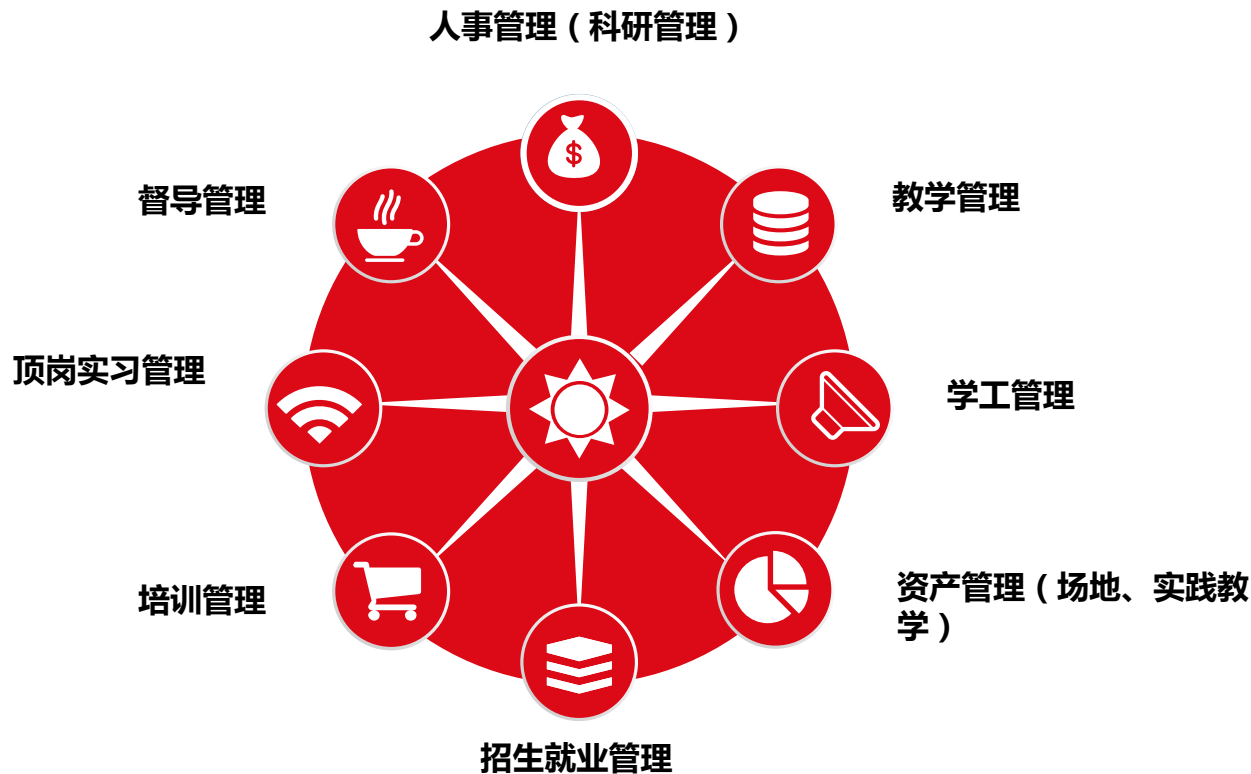 人事管理（科研管理）
督导管理
教学管理
顶岗实习管理
学工管理
培训管理
资产管理（场地、实践教
学）
招生就业管理
$